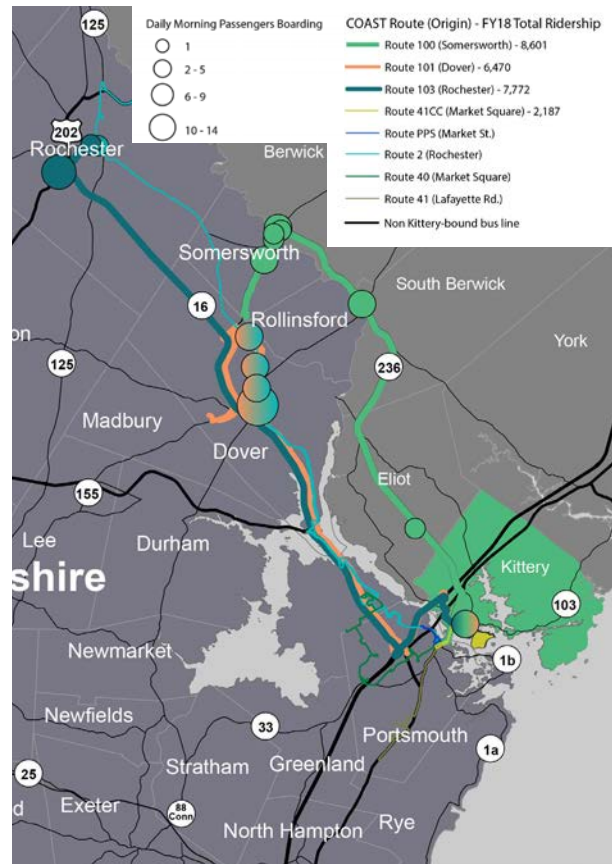 125
Daily Morning Passengers Boarding
1
2 - 5
6 - 9
10 - 14
COAST Route (Origin) - FY18 Total Ridership
Route 100 (Somersworth) - 8,601
Route 101 (Dover) - 6,470
Route 103 (Rochester) - 7,772
Route 41CC (Market Square) - 2,187
Route PPS (Market St.)
Route 2 (Rochester)
Route 40 (Market Square)
Route 41 (Lafayette Rd.)
Non Kittery-bound bus line
202
Rochester
Berwick
Somersworth
South Berwick
16
Rollinsford
York
on
125
236
Madbury
Dover
Eliot
155
Lee
Durham
Kittery
shire
103
Newmarket
1b
Newfields
33
Portsmouth
1a
25
Stratham
Greenland
88
Conn.
d
Exeter
Rye
North Hampton